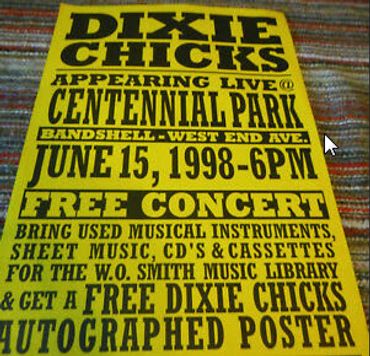 DIXIE
CHICKS
APPEARING LIVE @
CENTENNIAL PARK
BANDSHELL - WEST END AVE.
JUNE 15, 1998 - 6PM
FREE CONCERT
BRING USED MUSICAL INSTRUMENTS,
SHEET MUSIC, CD'S & CASSETTES
FOR THE W.O. SMITH MUSIC LIBRARY
& GET A FREE DIXIE CHICKS
AUTOGRAPHED POSTER